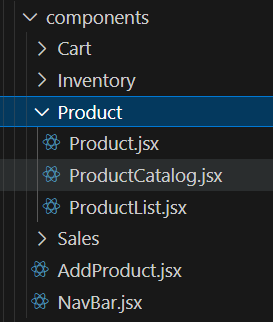 components
Cart
Inventory
Product
Product.jsx
ProductCatalog.jsx
ProductList.jsx
Sales
AddProduct.jsx
NavBar.jsx